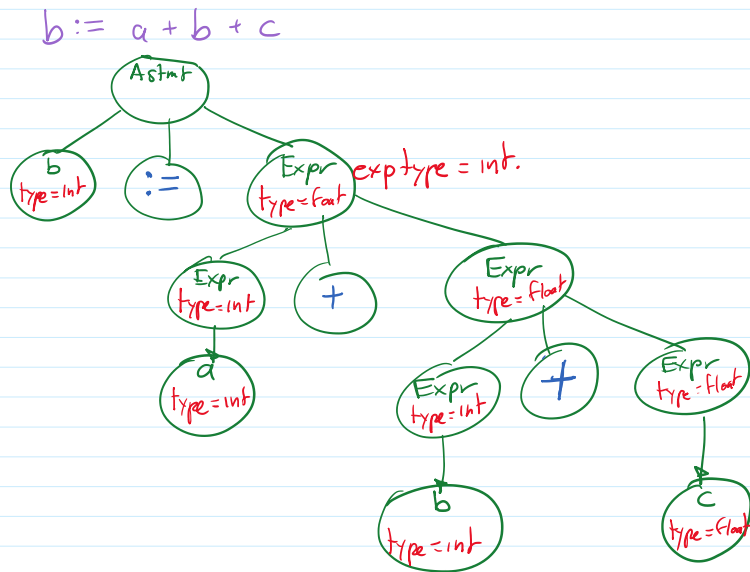 b := a + b + c
Astmt
b
type=int
:=
Expr
type=foat
exptype = int.
Expr
type=int
+
Expr
type=float
a
type=int
Expr
type=int
+
Expr
type=float
b
type=int
c
type=float